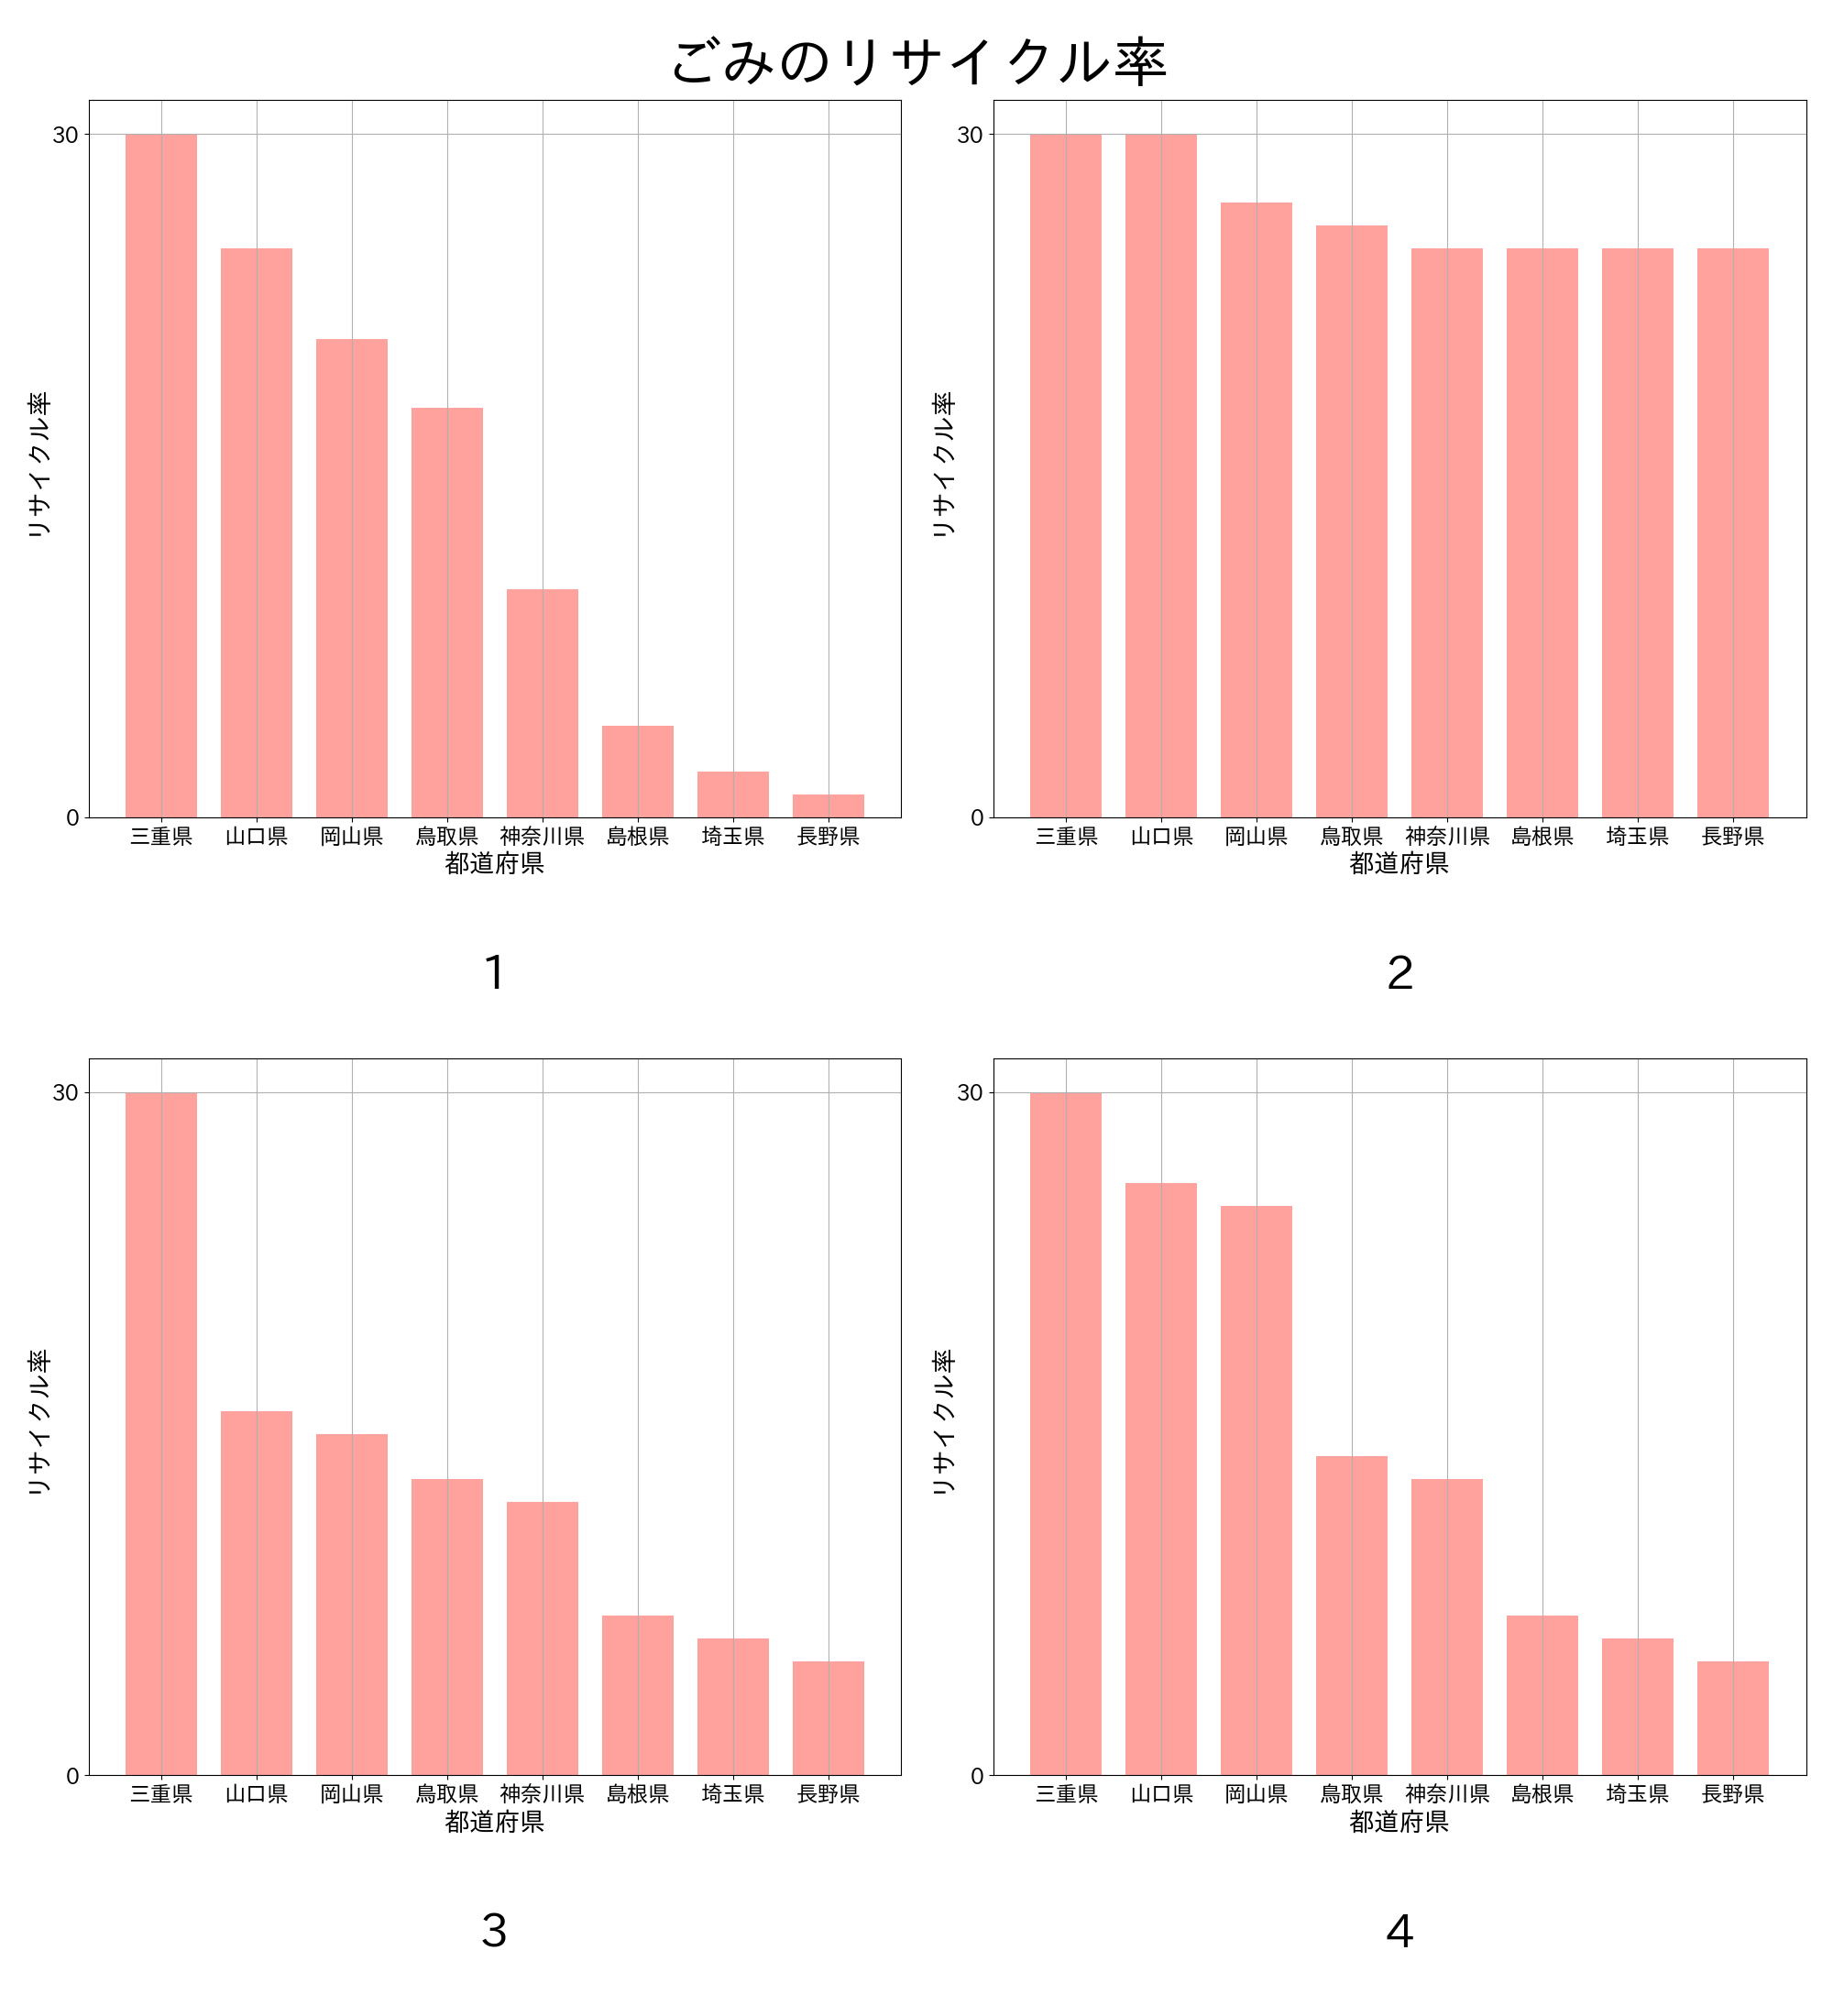 ごみのリサイクル率
30
0
リサイクル率
三重県 山口県 岡山県 鳥取県 神奈川県 島根県 埼玉県 長野県
都道府県
1
30
0
リサイクル率
三重県 山口県 岡山県 鳥取県 神奈川県 島根県 埼玉県 長野県
都道府県
2
30
0
リサイクル率
三重県 山口県 岡山県 鳥取県 神奈川県 島根県 埼玉県 長野県
都道府県
3
30
0
リサイクル率
三重県 山口県 岡山県 鳥取県 神奈川県 島根県 埼玉県 長野県
都道府県
4